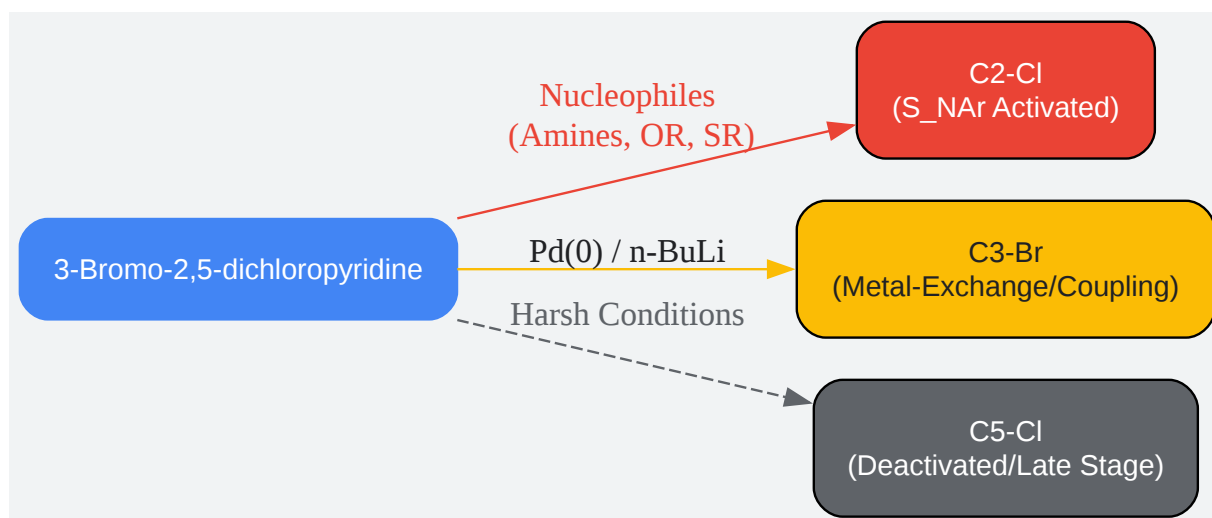 Nucleophiles
(Amines, OR, SR)
C2-Cl
(S_NAr Activated)
3-Bromo-2,5-dichloropyridine
Pd(0) / n-BuLi
C3-Br
(Metal-Exchange/Coupling)
Harsh Conditions
C5-Cl
(Deactivated/Late Stage)